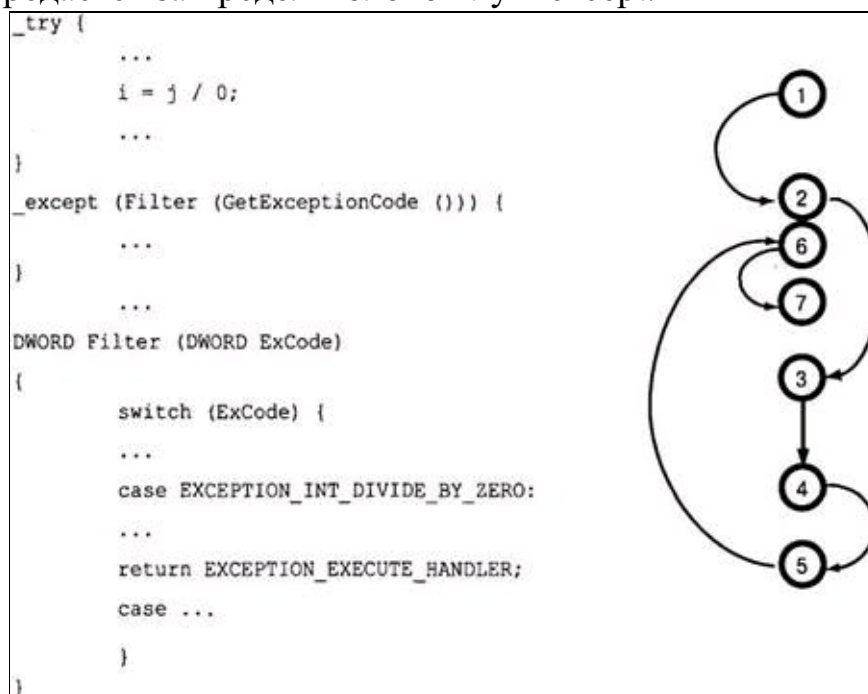 _try {
...
i = j / 0;
...
}
_except (Filter (GetExceptionCode ())) {
...
}
...
DWORD Filter (DWORD ExCode)
{
switch (ExCode) {
...
case EXCEPTION_INT_DIVIDE_BY_ZERO:
...
return EXCEPTION_EXECUTE_HANDLER;
case ...
}
}
1
2
6
7
3
4
5